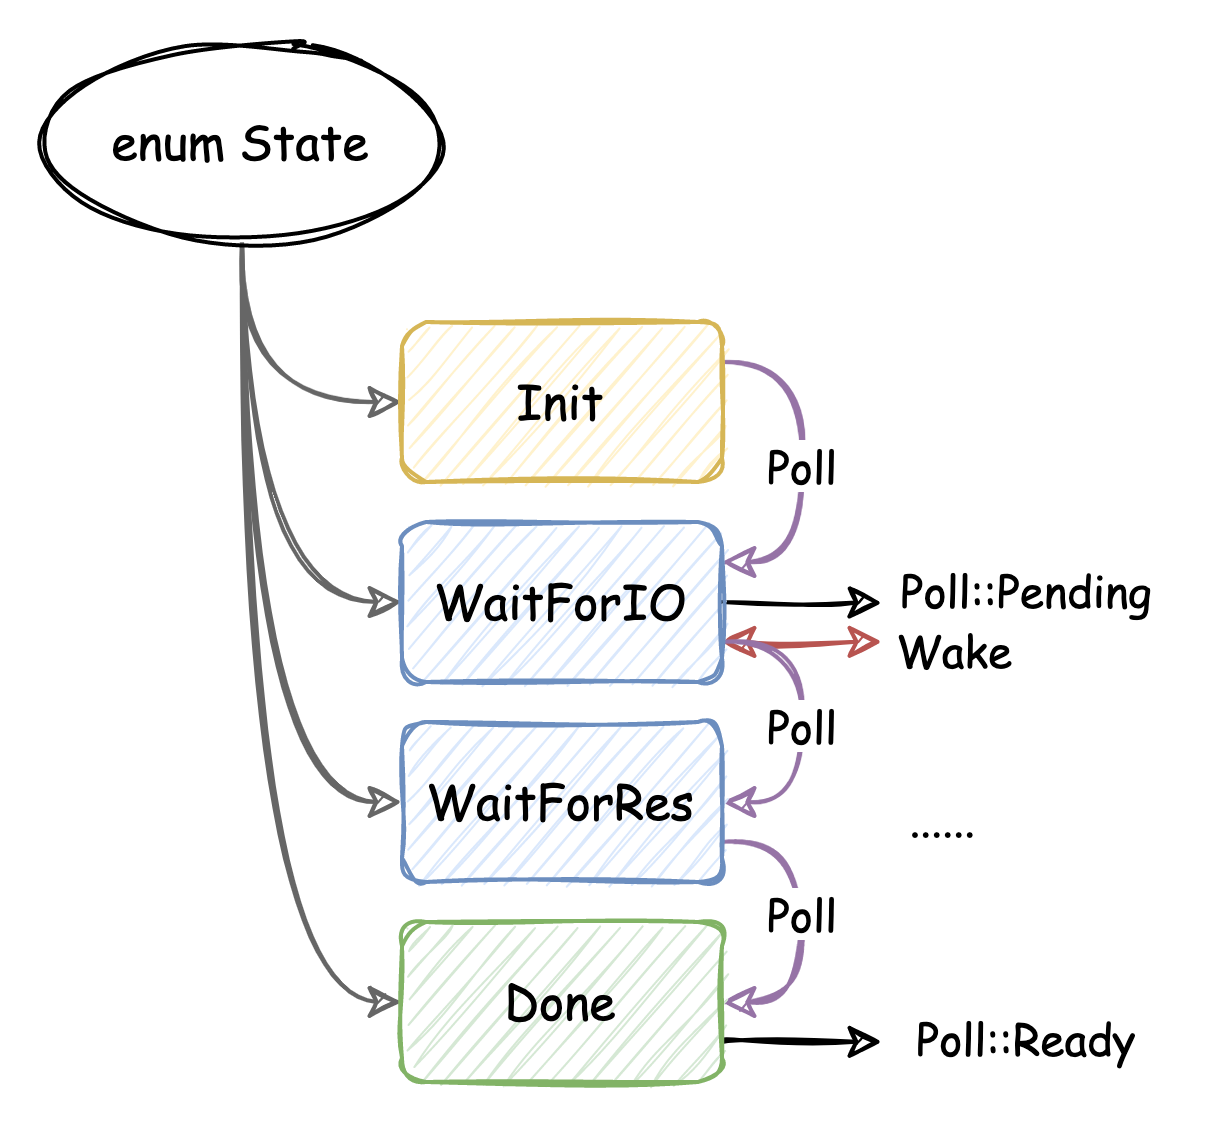 enum State
Init
Poll
WaitForIO
Poll::Pending
Wake
Poll
WaitForRes
......
Poll
Done
Poll::Ready